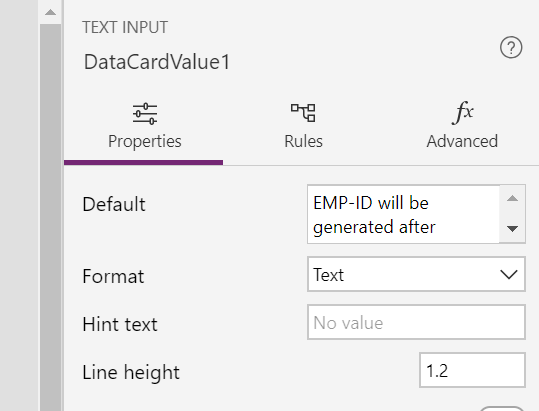 TEXT INPUT
DataCardValue1
?
Properties
Rules
fx
Advanced
Default
EMP-ID will be
generated after
Format
Text
Hint text
No value
Line height
1.2